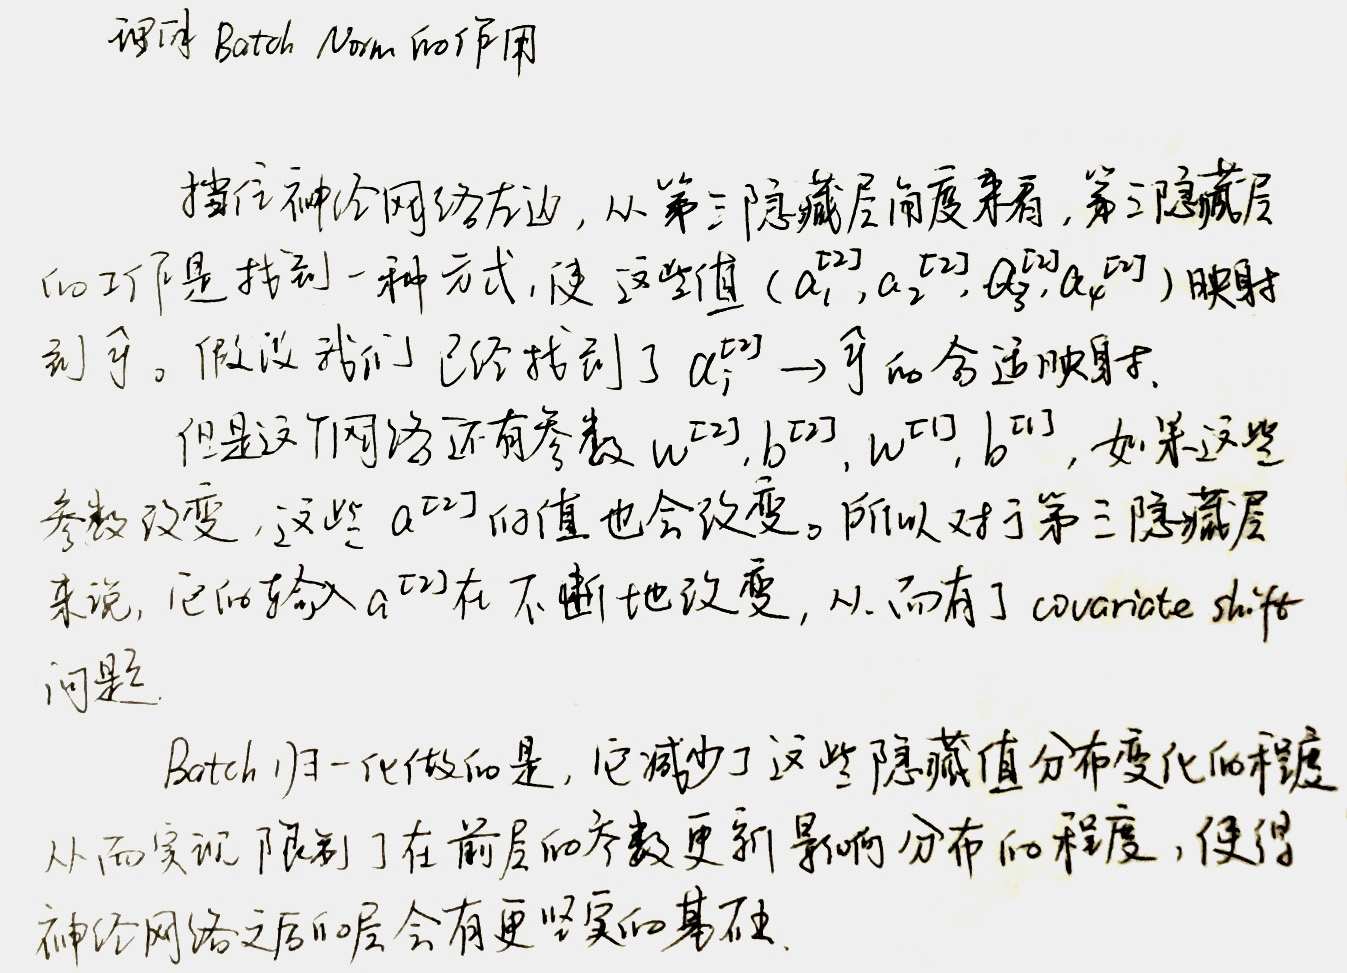 理解 Batch Norm 的作用
挡住神经网络左边，从第三隐藏层角度来看，第三隐藏层
的工作是找到一种方式，使这些值（a₁^[2], a₂^[2], a₃^[2], a₄^[2]）映射
到 ŷ。假设我们已经找到了 aᵢ^[2] → ŷ 的合适映射.
但是这个网络还有参数 w^[2], b^[2], w^[1], b^[1]，如果这些
参数改变，这些 a^[2] 的值也会改变。所以对于第三隐藏层
来说，它的输入 a^[2] 在不断地改变，从而有了 covariate shift
问题.
Batch 归一化做的是，它减少了这些隐藏值分布变化的程度
从而实现限制了在前层的参数更新影响分布的程度，使得
神经网络之后的层会有更坚实的基础.